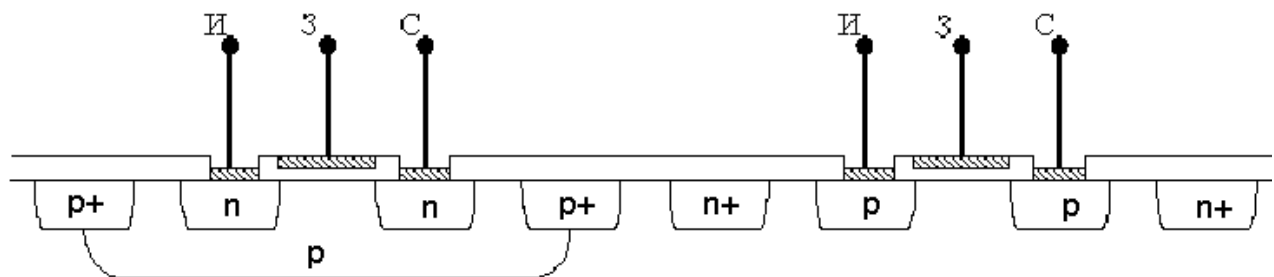 И З С И З С
p+ n n p+ n+ p p n+
p